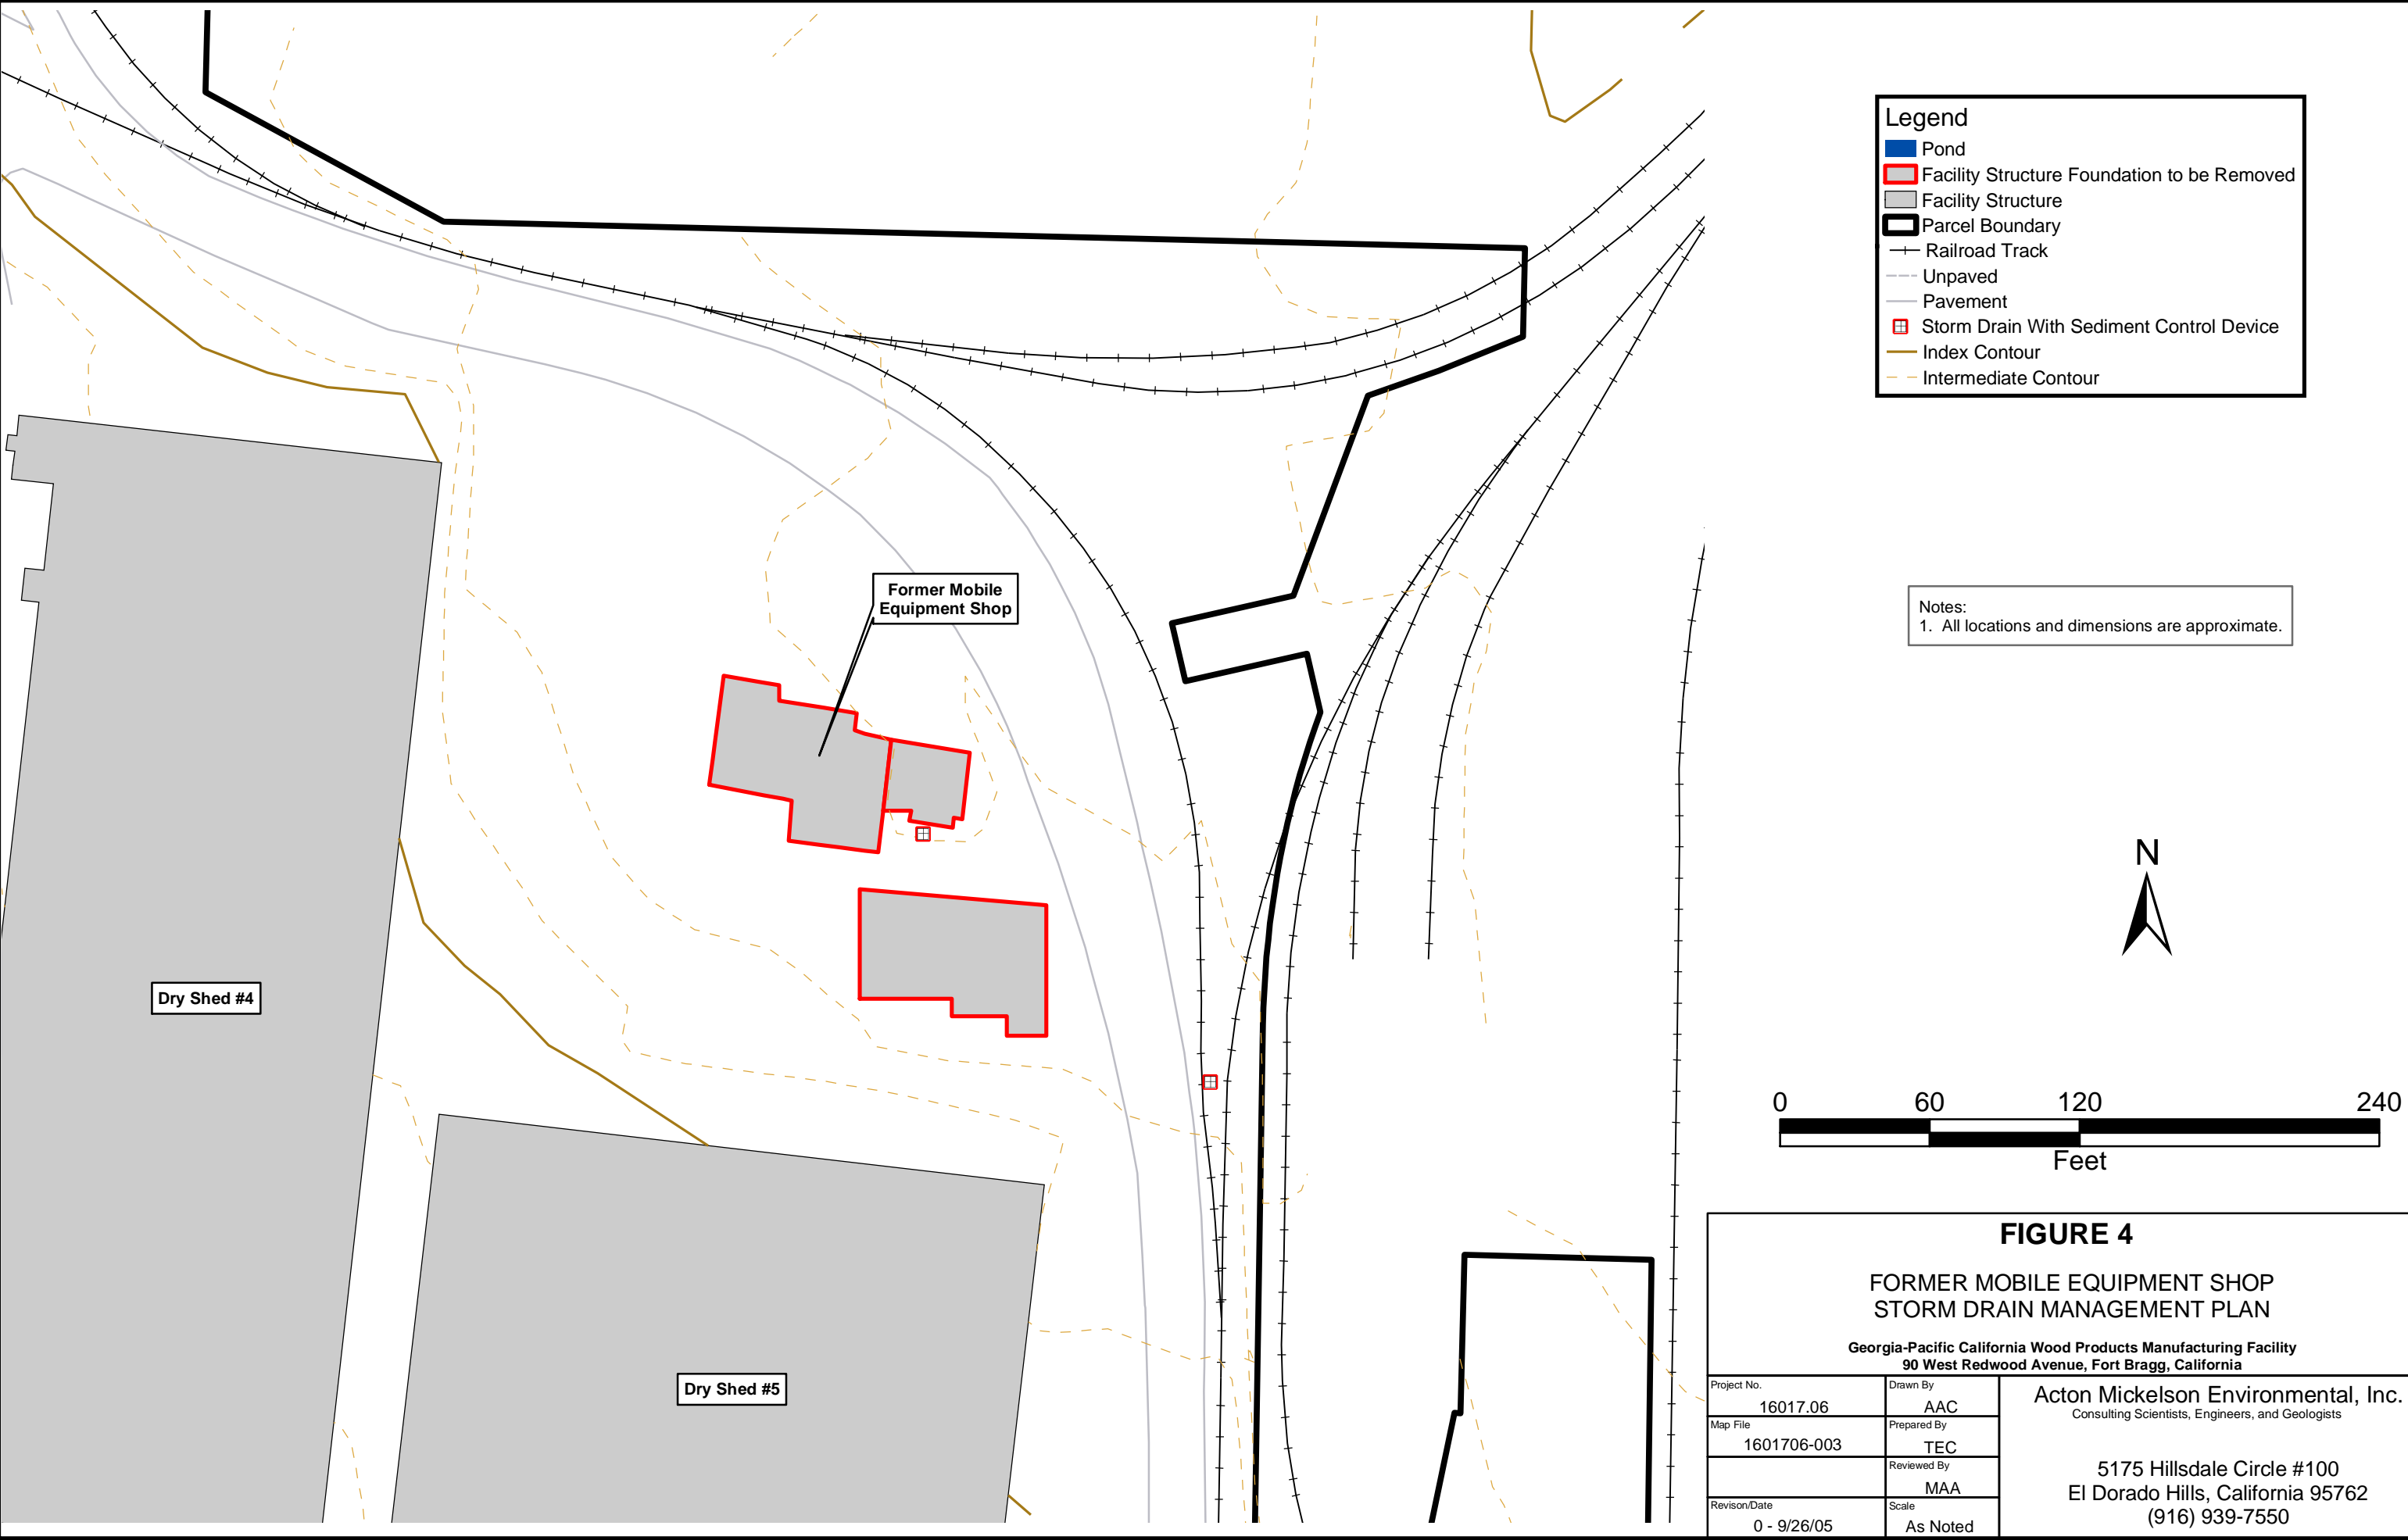 Legend
Pond
Facility Structure Foundation to be Removed
Facility Structure
Parcel Boundary
Railroad Track
Unpaved
Pavement
Storm Drain With Sediment Control Device
Index Contour
Intermediate Contour
Former Mobile
Equipment Shop
Notes:
1. All locations and dimensions are approximate.
N
Dry Shed #4
0 60 120 240
Feet
Dry Shed #5
FIGURE 4
FORMER MOBILE EQUIPMENT SHOP
STORM DRAIN MANAGEMENT PLAN
Georgia-Pacific California Wood Products Manufacturing Facility
90 West Redwood Avenue, Fort Bragg, California
Project No.
16017.06
Drawn By
AAC
Map File
1601706-003
Prepared By
TEC
Reviewed By
MAA
Revison/Date
0 - 9/26/05
Scale
As Noted
Acton Mickelson Environmental, Inc.
Consulting Scientists, Engineers, and Geologists
5175 Hillsdale Circle #100
El Dorado Hills, California 95762
(916) 939-7550